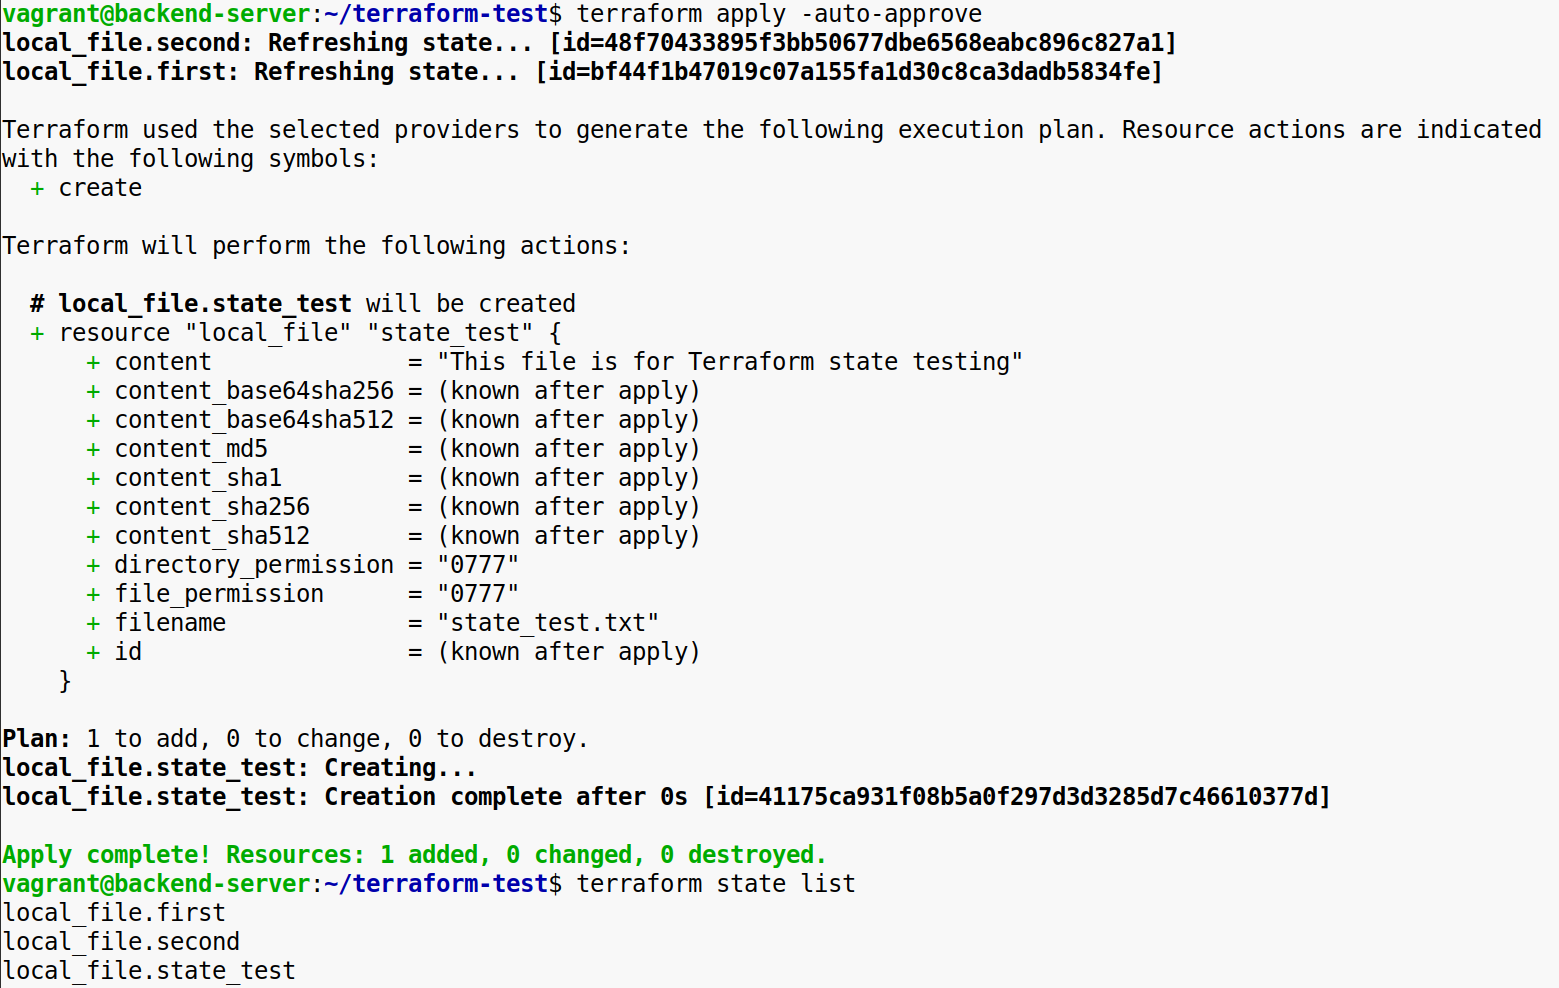 vagrant@backend-server:~/terraform-test$ terraform apply -auto-approve
local_file.second: Refreshing state... [id=48f70433895f3bb50677dbe6568eabc896c827a1]
local_file.first: Refreshing state... [id=bf44f1b47019c07a155fa1d30c8ca3dadb5834fe]

Terraform used the selected providers to generate the following execution plan. Resource actions are indicated
with the following symbols:
  + create

Terraform will perform the following actions:

  # local_file.state_test will be created
  + resource "local_file" "state_test" {
      + content              = "This file is for Terraform state testing"
      + content_base64sha256 = (known after apply)
      + content_base64sha512 = (known after apply)
      + content_md5          = (known after apply)
      + content_sha1         = (known after apply)
      + content_sha256       = (known after apply)
      + content_sha512       = (known after apply)
      + directory_permission = "0777"
      + file_permission      = "0777"
      + filename             = "state_test.txt"
      + id                   = (known after apply)
    }

Plan: 1 to add, 0 to change, 0 to destroy.
local_file.state_test: Creating...
local_file.state_test: Creation complete after 0s [id=41175ca931f08b5a0f297d3d3285d7c46610377d]

Apply complete! Resources: 1 added, 0 changed, 0 destroyed.
vagrant@backend-server:~/terraform-test$ terraform state list
local_file.first
local_file.second
local_file.state_test